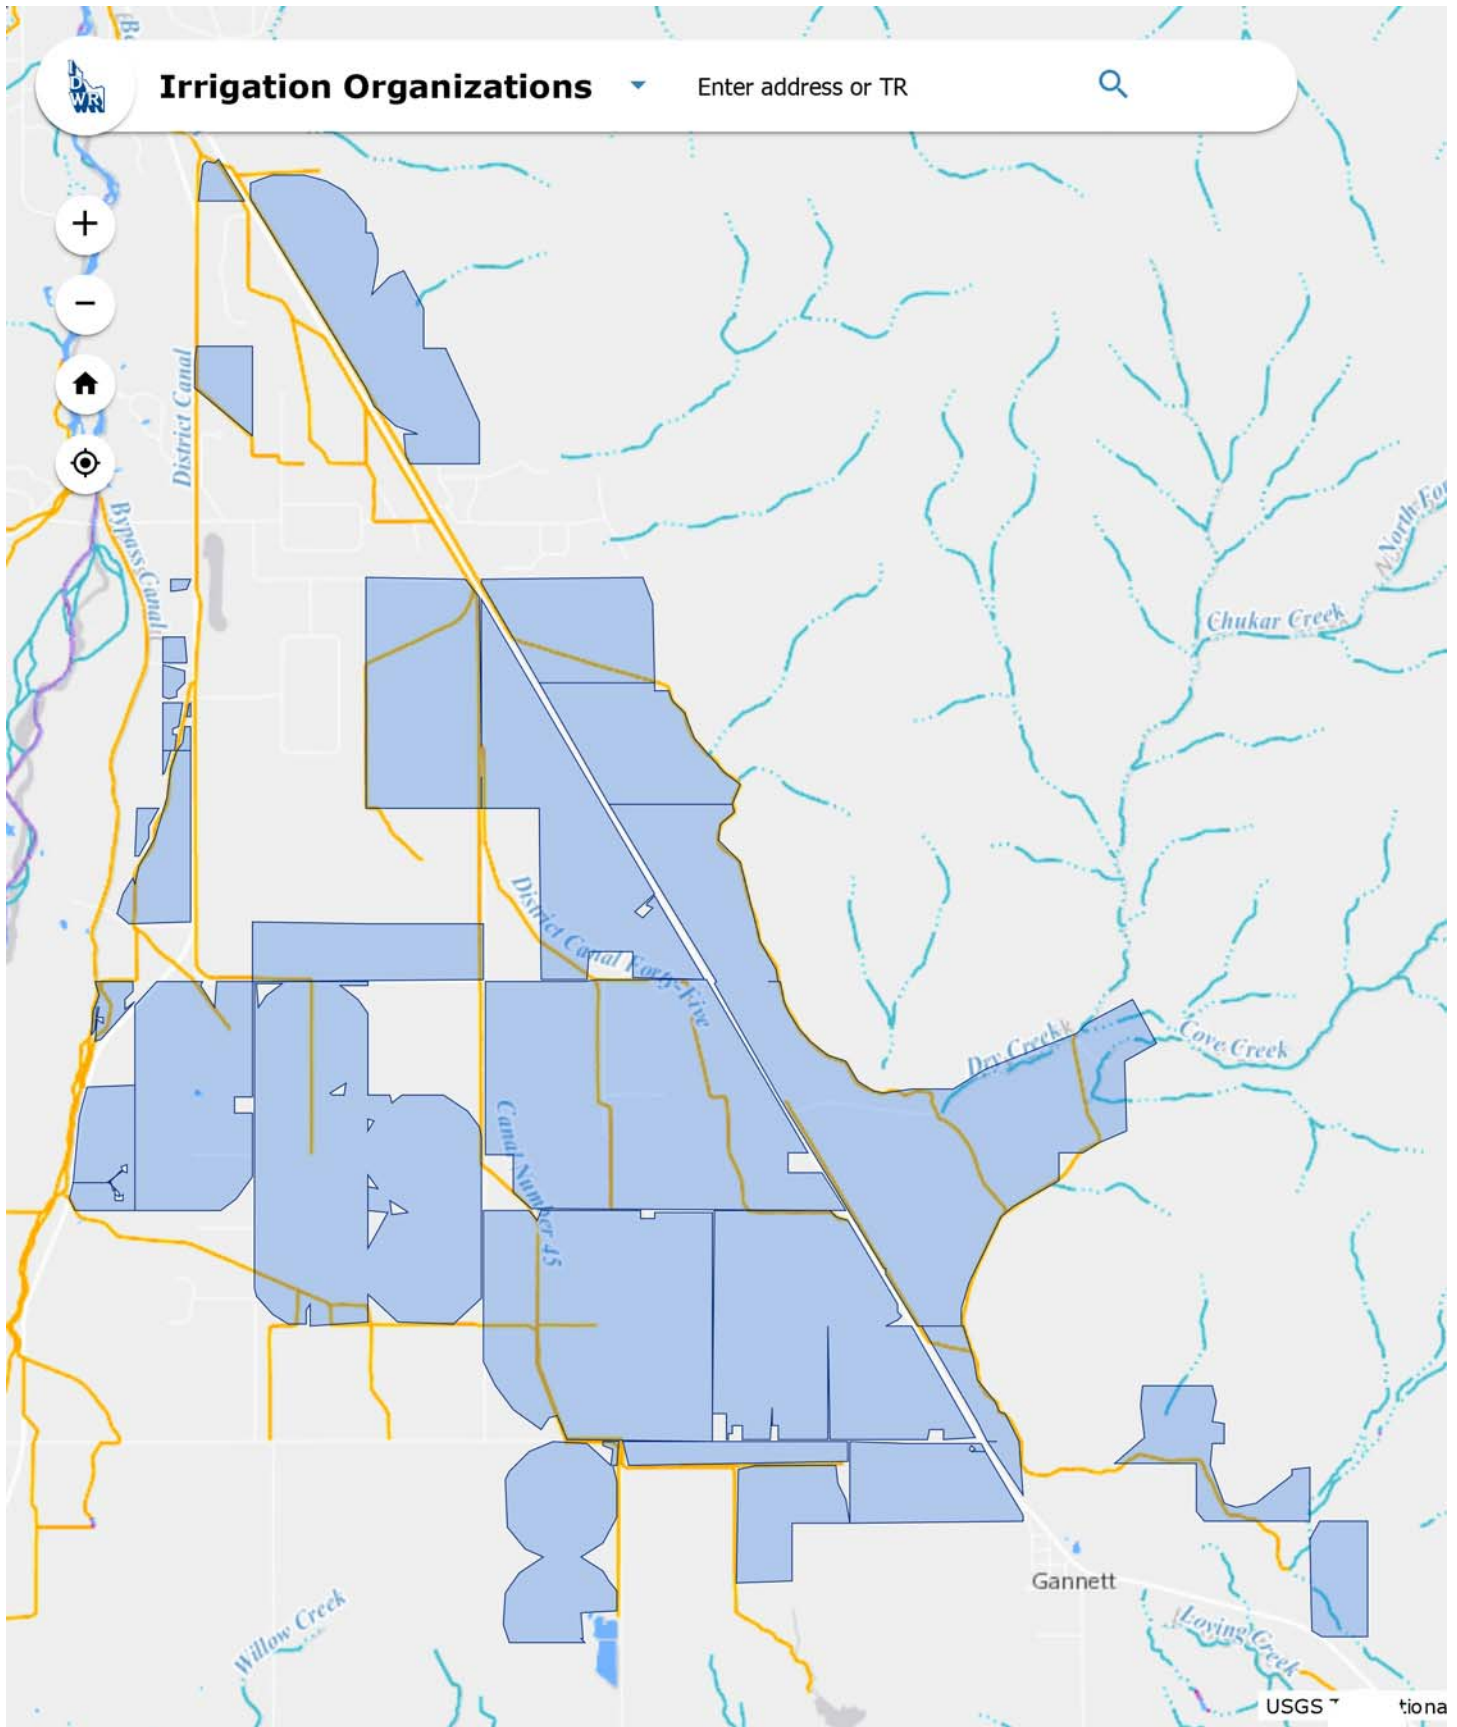 IDWR
Irrigation Organizations
Enter address or TR
+
−
District Canal
Bypass Canal
Chukar Creek
District Canal Forty-Five
Dry Creek
Cove Creek
Canal Number 45
Gannett
Willow Creek
Loving Creek
USGS